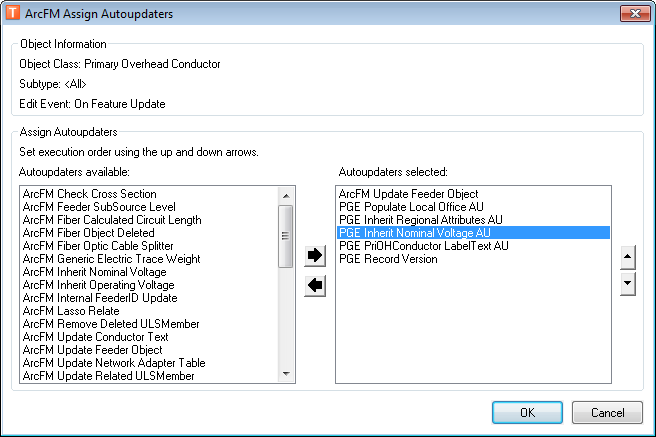 T ArcFM Assign Autoupdaters
Object Information
Object Class: Primary Overhead Conductor
Subtype: <All>
Edit Event: On Feature Update
Assign Autoupdaters
Set execution order using the up and down arrows.
Autoupdaters available:
ArcFM Check Cross Section
ArcFM Feeder SubSource Level
ArcFM Fiber Calculated Circuit Length
ArcFM Fiber Object Deleted
ArcFM Fiber Optic Cable Splitter
ArcFM Generic Electric Trace Weight
ArcFM Inherit Nominal Voltage
ArcFM Inherit Operating Voltage
ArcFM Internal FeederID Update
ArcFM Lasso Relate
ArcFM Remove Deleted ULSMember
ArcFM Update Conductor Text
ArcFM Update Feeder Object
ArcFM Update Network Adapter Table
ArcFM Update Related ULSMember
Autoupdaters selected:
ArcFM Update Feeder Object
PGE Populate Local Office AU
PGE Inherit Regional Attributes AU
PGE Inherit Nominal Voltage AU
PGE PriOHConductor LabelText AU
PGE Record Version
OK
Cancel